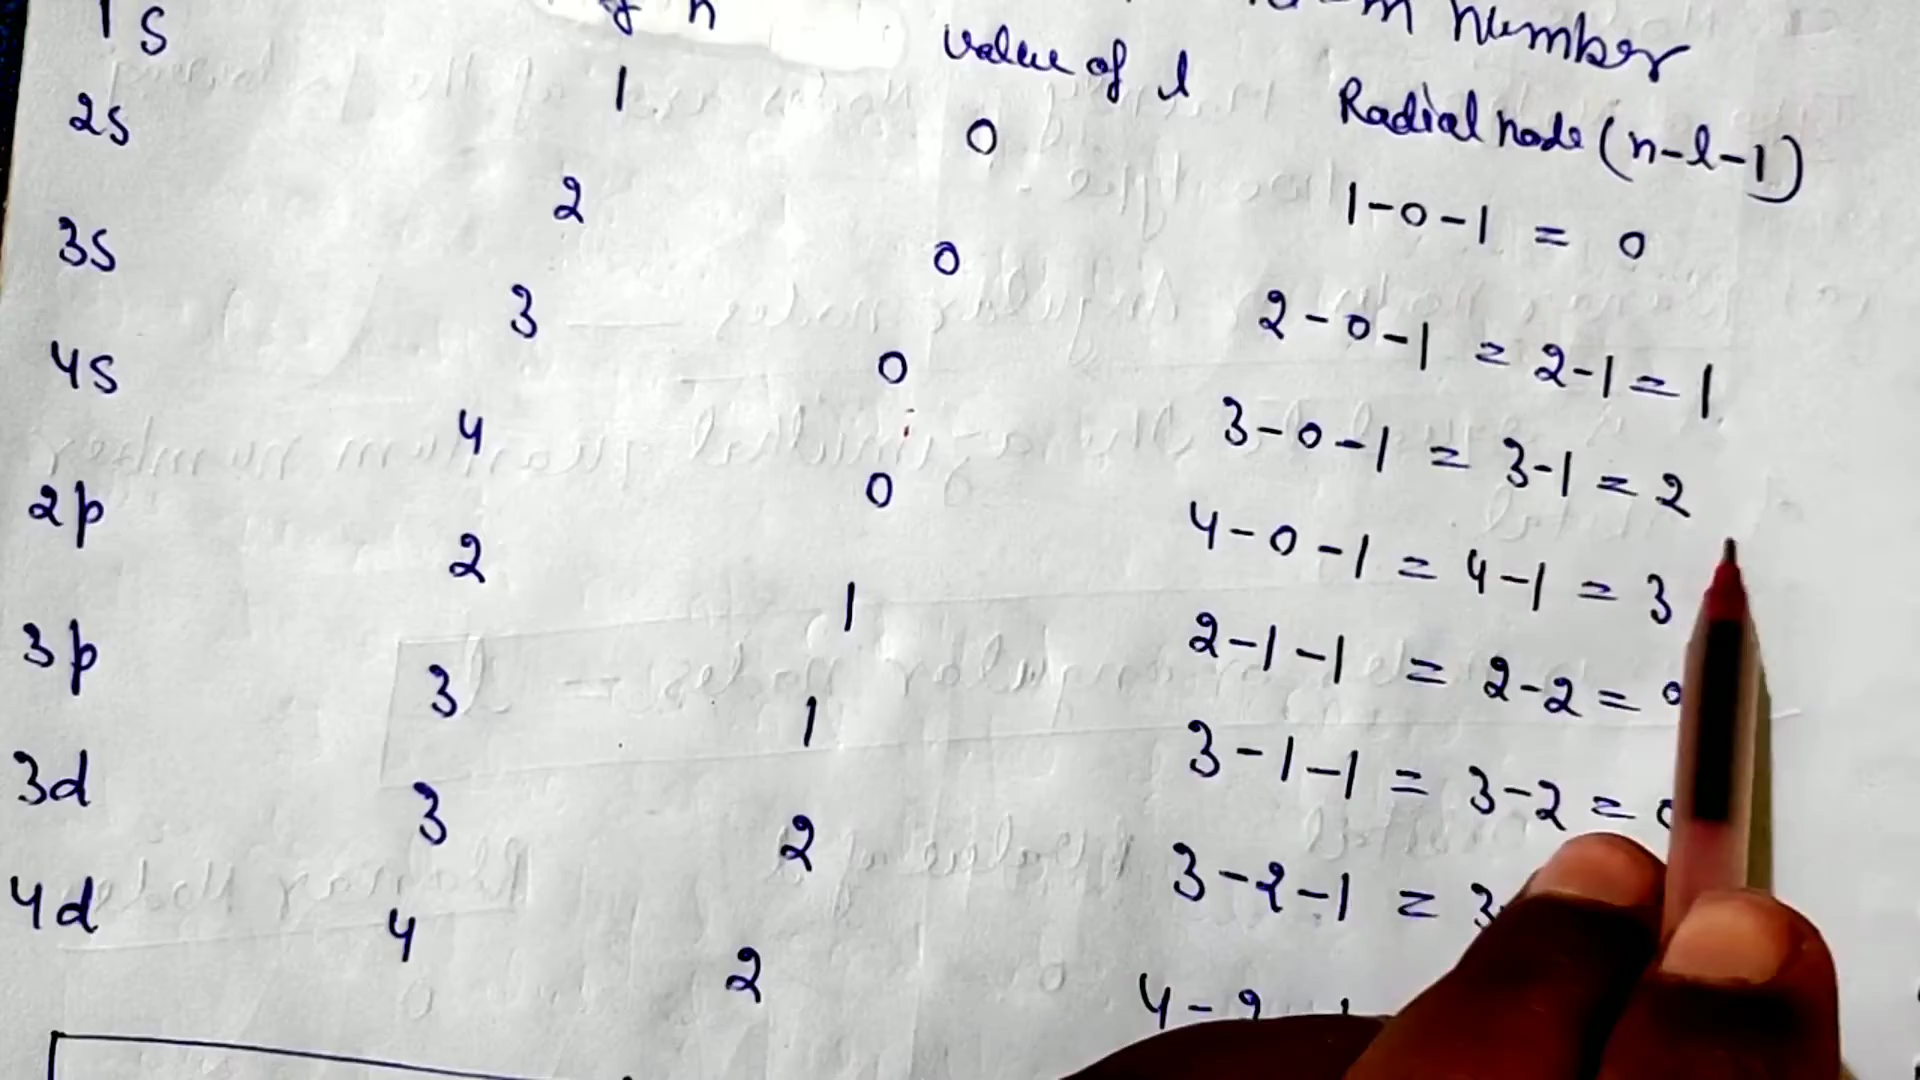 Number
1s n value of l Radial node (n-l-1)
2s 1 0 1-0-1 = 0
3s 2 0 2-0-1 = 2-1 = 1
4s 3 0 3-0-1 = 3-1 = 2
2p 4 0 4-0-1 = 4-1 = 3
3p 2 1 2-1-1 = 2-2 = 0
3d 3 1 3-1-1 = 3-2 =
4d 3 2 3-2-1 = 3
4 2 4-2